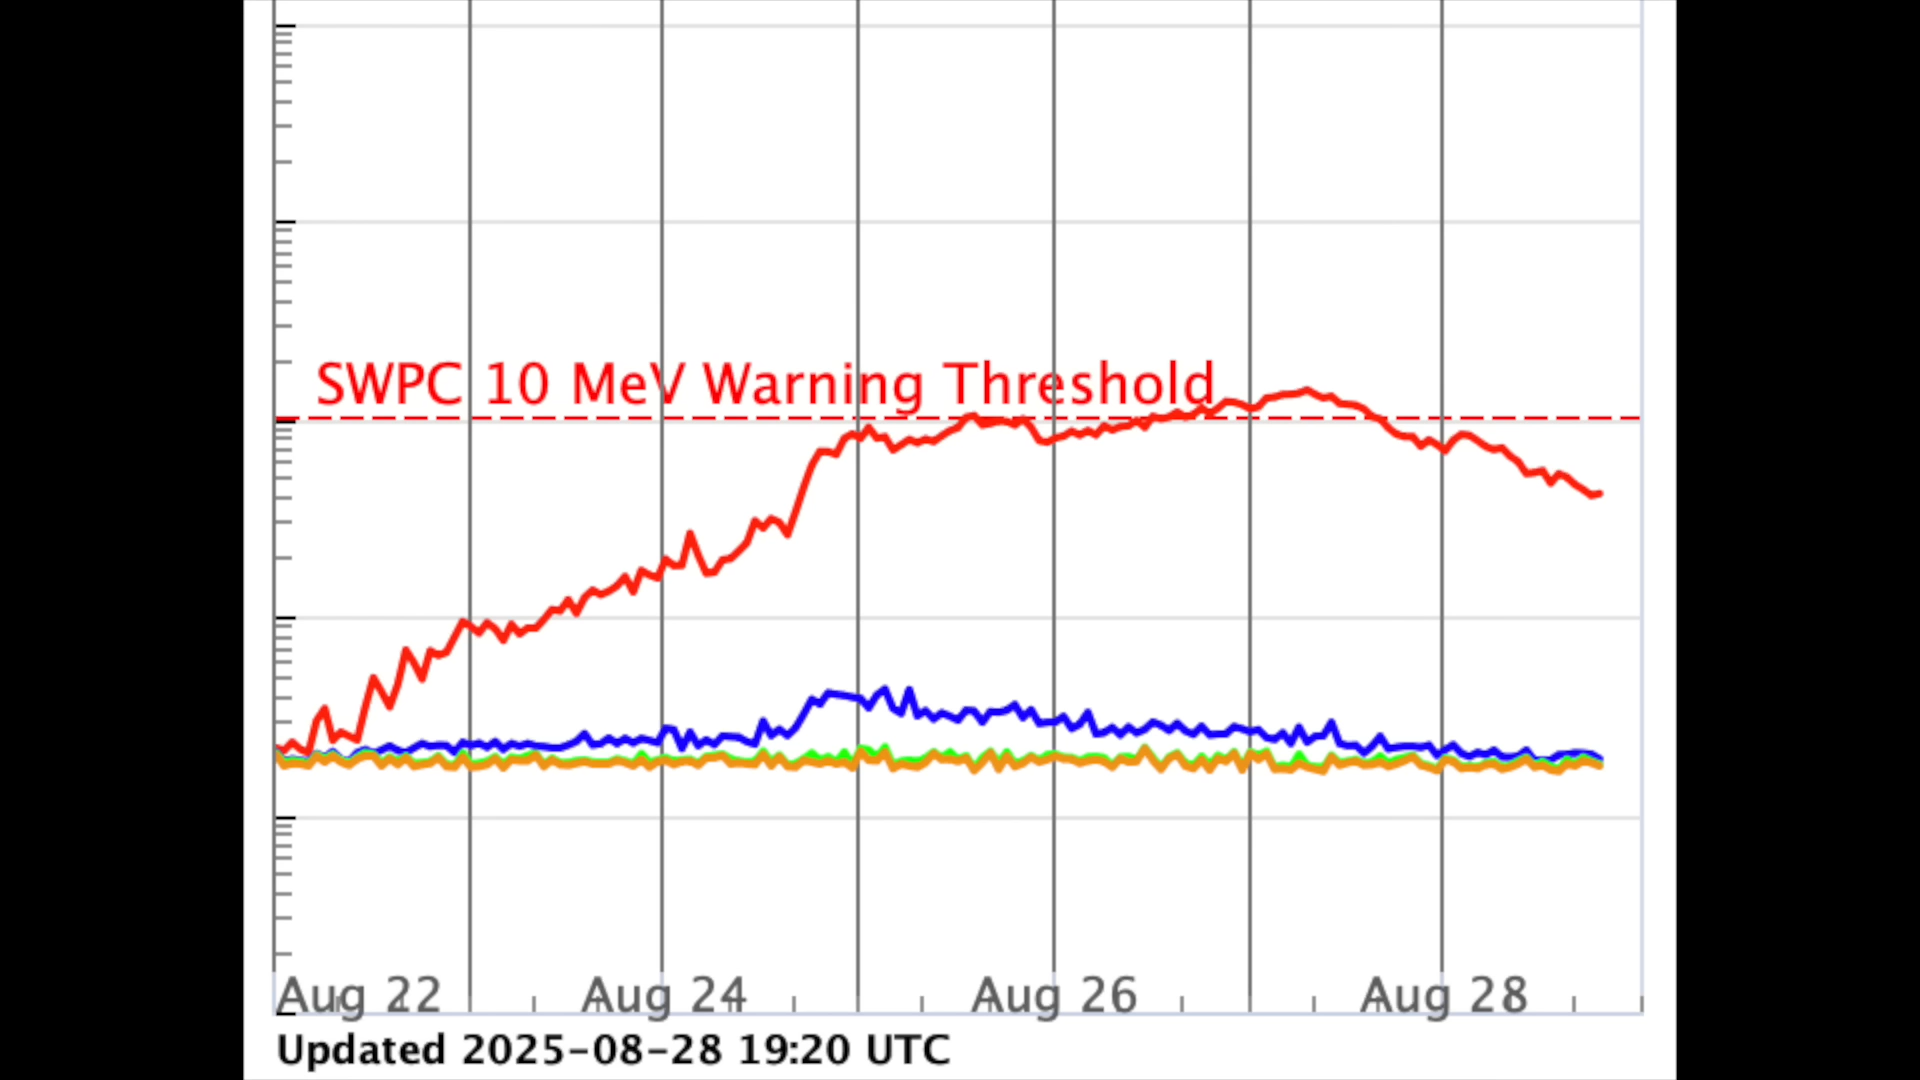 SWPC 10 MeV Warning Threshold
Aug 22 Aug 24 Aug 26 Aug 28
Updated 2025-08-28 19:20 UTC